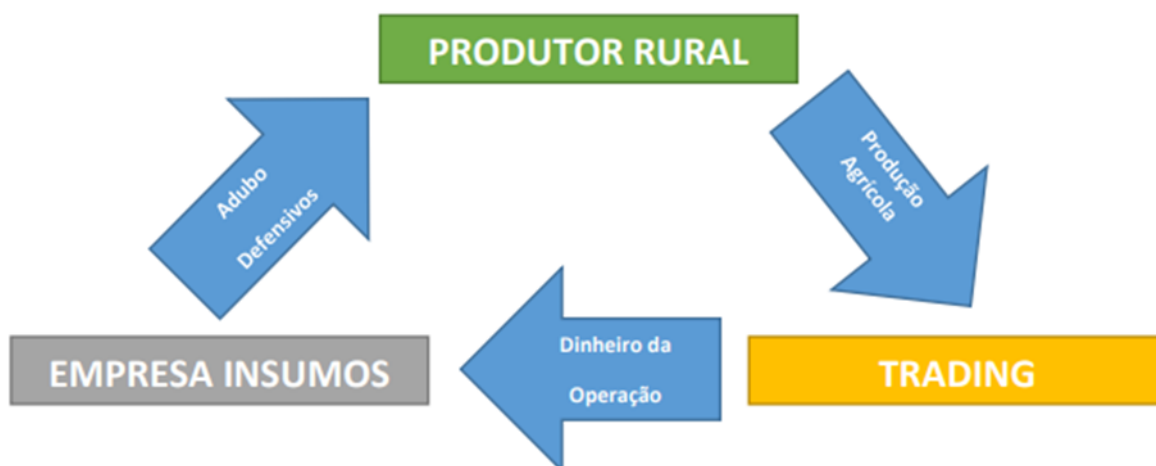 PRODUTOR RURAL
Produção
Agrícola
Adubo
Defensivos
Dinheiro da
Operação
EMPRESA INSUMOS
TRADING